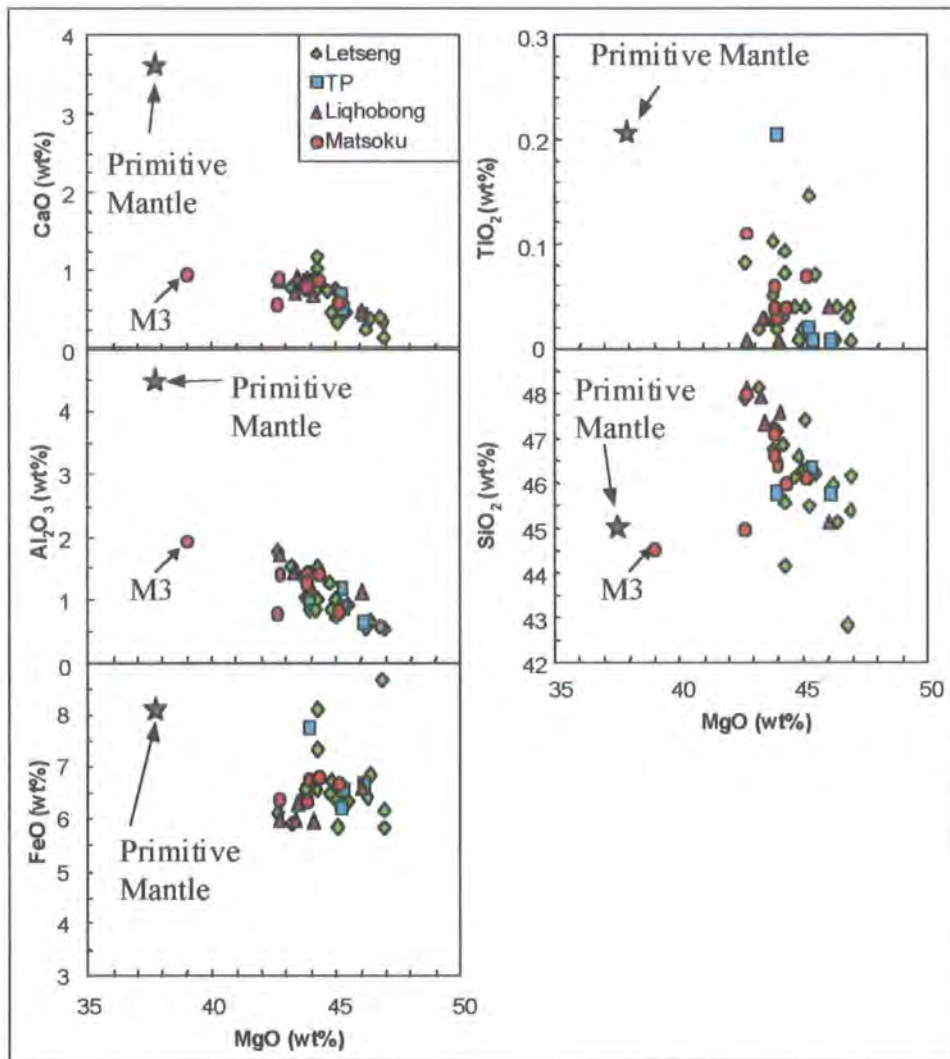 4
3
2
1
0
CaO (wt%)
Primitive
Mantle
M3
Letseng
TP
Liqhobong
Matsoku
0.3
0.2
0.1
0
TiO2 (wt%)
Primitive Mantle
4
3
2
1
0
Al2O3 (wt%)
Primitive
Mantle
M3
48
47
46
45
44
43
42
SiO2 (wt%)
Primitive
Mantle
M3
35
40
45
50
MgO (wt%)
8
7
6
5
4
3
FeO (wt%)
Primitive
Mantle
35
40
45
50
MgO (wt%)